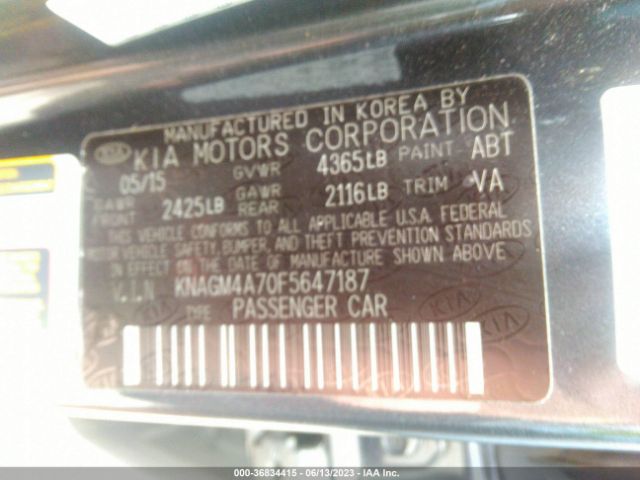 MANUFACTURED IN KOREA BY
KIA KIA MOTORS CORPORATION
05/15 GVWR 4365LB PAINT ABT
GAWR FRONT 2425LB GAWR REAR 2116LB TRIM VA
THIS VEHICLE CONFORMS TO ALL APPLICABLE U.S.A. FEDERAL
MOTOR VEHICLE SAFETY, BUMPER, AND THEFT PREVENTION STANDARDS
IN EFFECT ON THE DATE OF MANUFACTURE SHOWN ABOVE
V.I.N KNAGM4A70F5647187
TYPE PASSENGER CAR
000-36834415 - 06/13/2023 - IAA Inc.